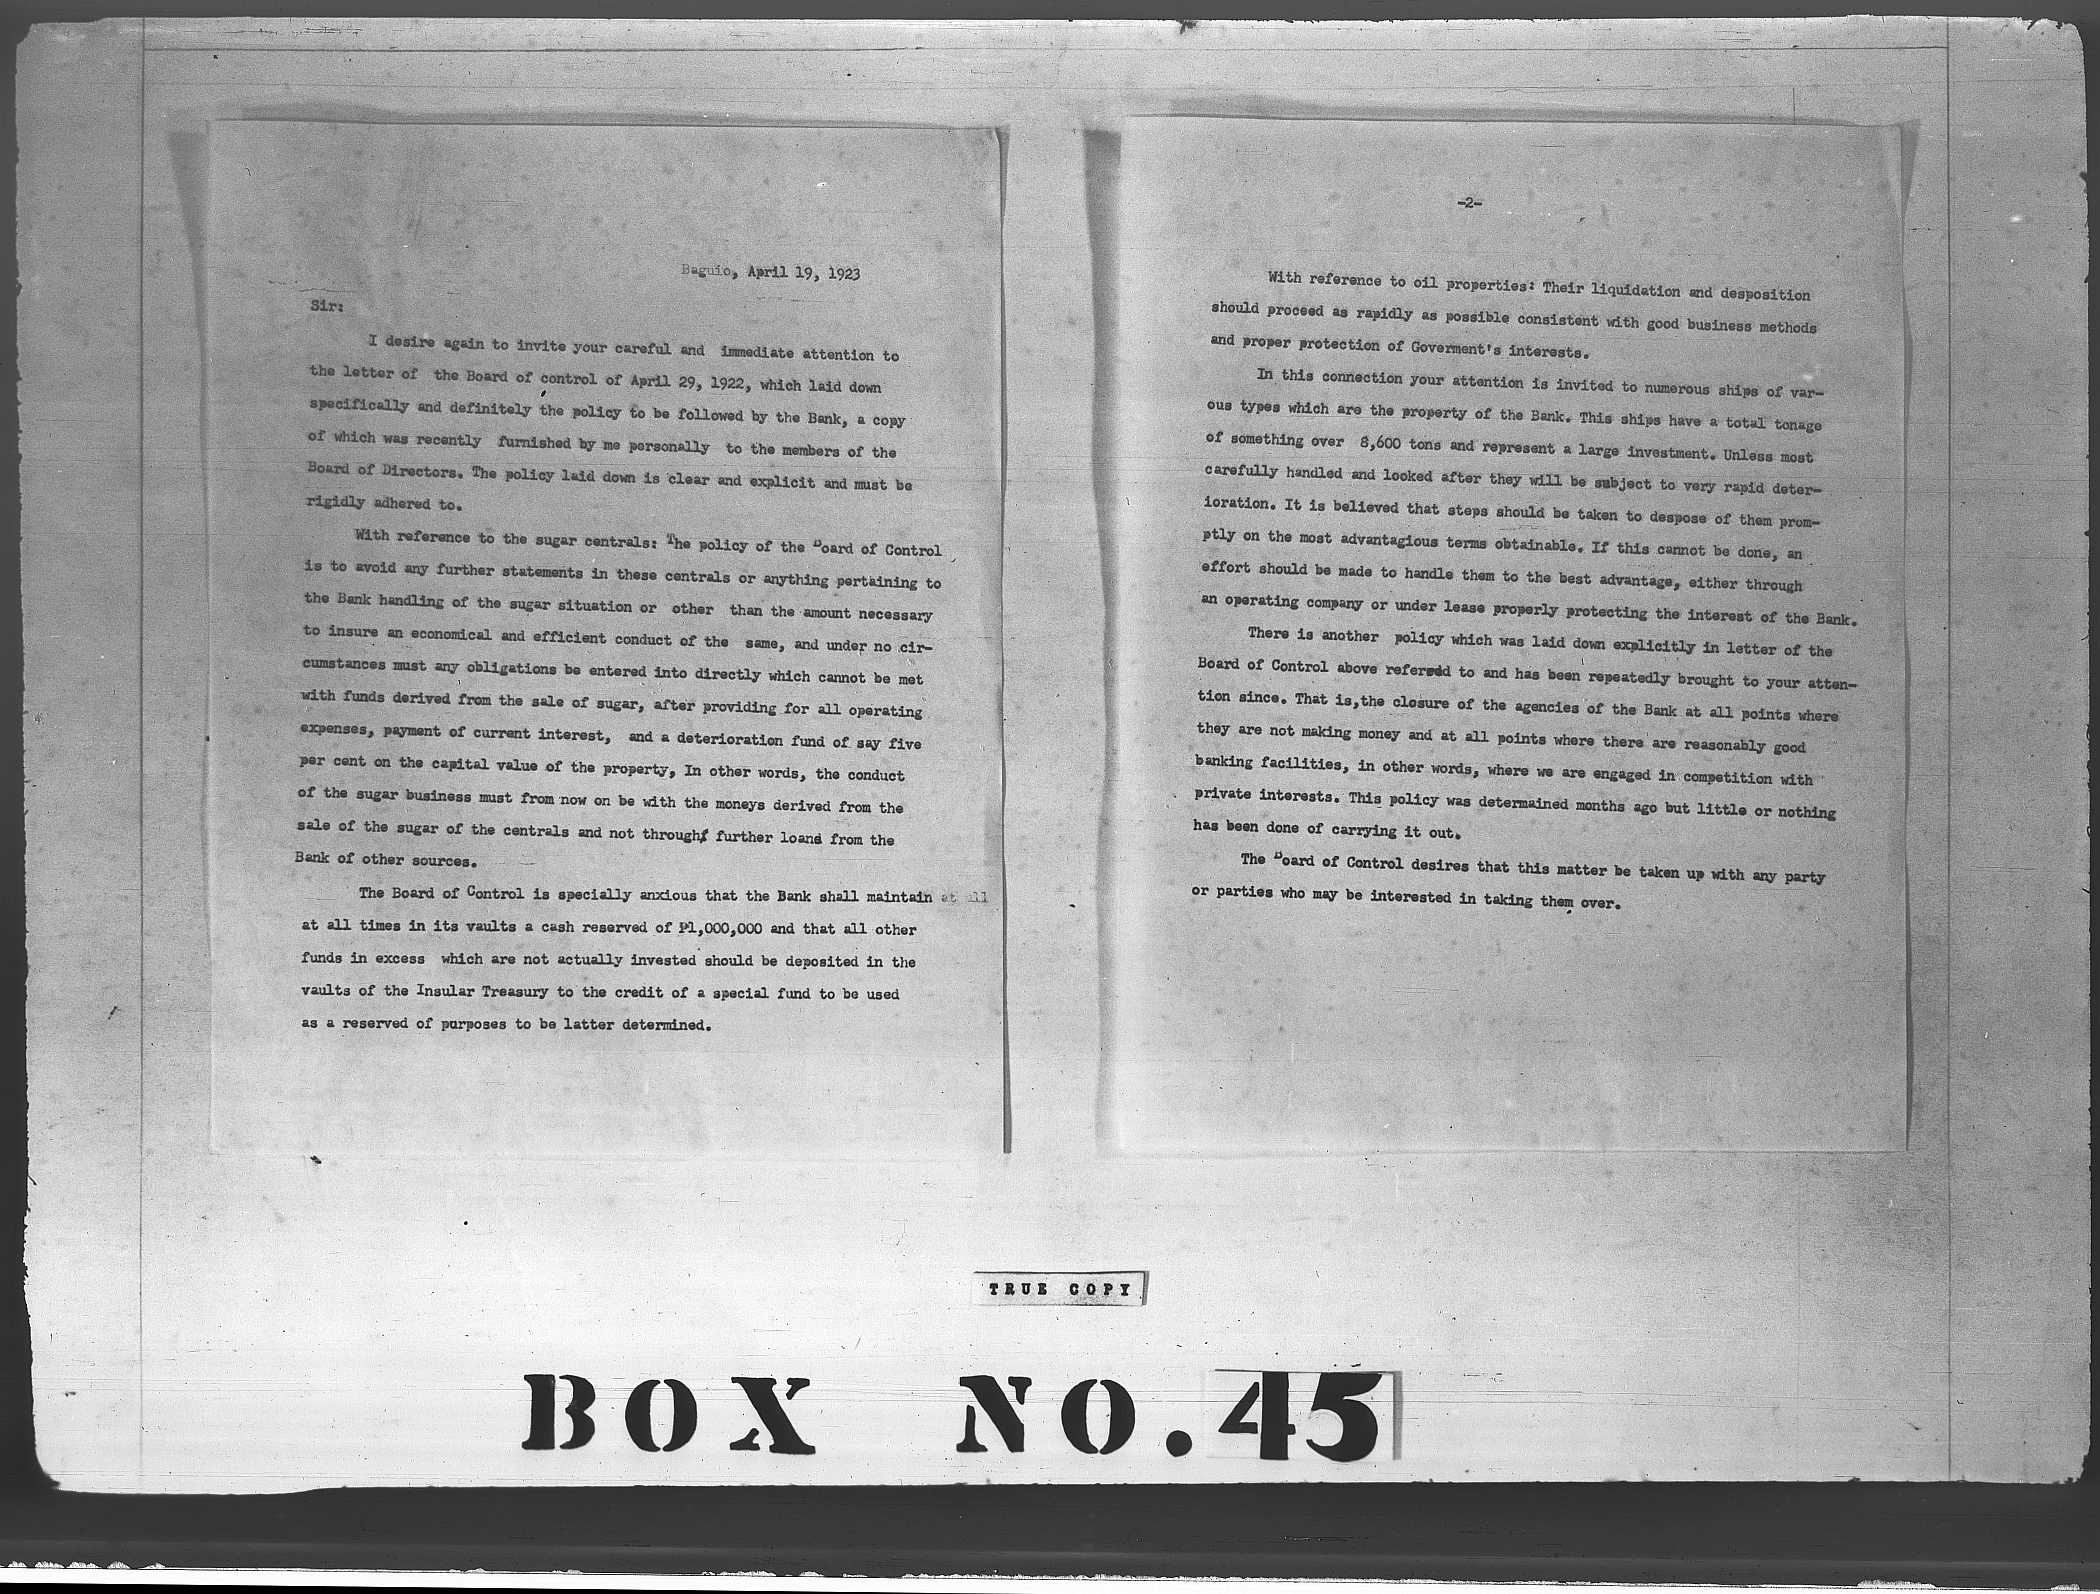 Baguio, April 19, 1923
Sir:
I desire again to invite your careful and immediate attention to
the letter of the Board of control of April 29, 1922, which laid down
specifically and definitely the policy to be followed by the Bank, a copy
of which was recently furnished by me personally to the members of the
Board of Directors. The policy laid down is clear and explicit and must be
rigidly adhered to.
With reference to the sugar centrals: The policy of the Board of Control
is to avoid any further statements in these centrals or anything pertaining to
the Bank handling of the sugar situation or other than the amount necessary
to insure an economical and efficient conduct of the same, and under no cir-
cumstances must any obligations be entered into directly which cannot be met
with funds derived from the sale of sugar, after providing for all operating
expenses, payment of current interest, and a deterioration fund of say five
per cent on the capital value of the property, In other words, the conduct
of the sugar business must from now on be with the moneys derived from the
sale of the sugar of the centrals and not through further loans from the
Bank of other sources.
The Board of Control is specially anxious that the Bank shall maintain at all
at all times in its vaults a cash reserved of ₱1,000,000 and that all other
funds in excess which are not actually invested should be deposited in the
vaults of the Insular Treasury to the credit of a special fund to be used
as a reserved of purposes to be latter determined.
-2-
With reference to oil properties: Their liquidation and desposition
should proceed as rapidly as possible consistent with good business methods
and proper protection of Goverment's interests.
In this connection your attention is invited to numerous ships of var-
ous types which are the property of the Bank. This ships have a total tonage
of something over 8,600 tons and represent a large investment. Unless most
carefully handled and looked after they will be subject to very rapid deter-
ioration. It is believed that steps should be taken to despose of them prom-
ptly on the most advantagious terms obtainable. If this cannot be done, an
effort should be made to handle them to the best advantage, either through
an operating company or under lease properly protecting the interest of the Bank.
There is another policy which was laid down explicitly in letter of the
Board of Control above referred to and has been repeatedly brought to your atten-
tion since. That is,the closure of the agencies of the Bank at all points where
they are not making money and at all points where there are reasonably good
banking facilities, in other words, where we are engaged in competition with
private interests. This policy was determained months ago but little or nothing
has been done of carrying it out.
The Board of Control desires that this matter be taken up with any party
or parties who may be interested in taking them over.
TRUE COPY
BOX NO. 45